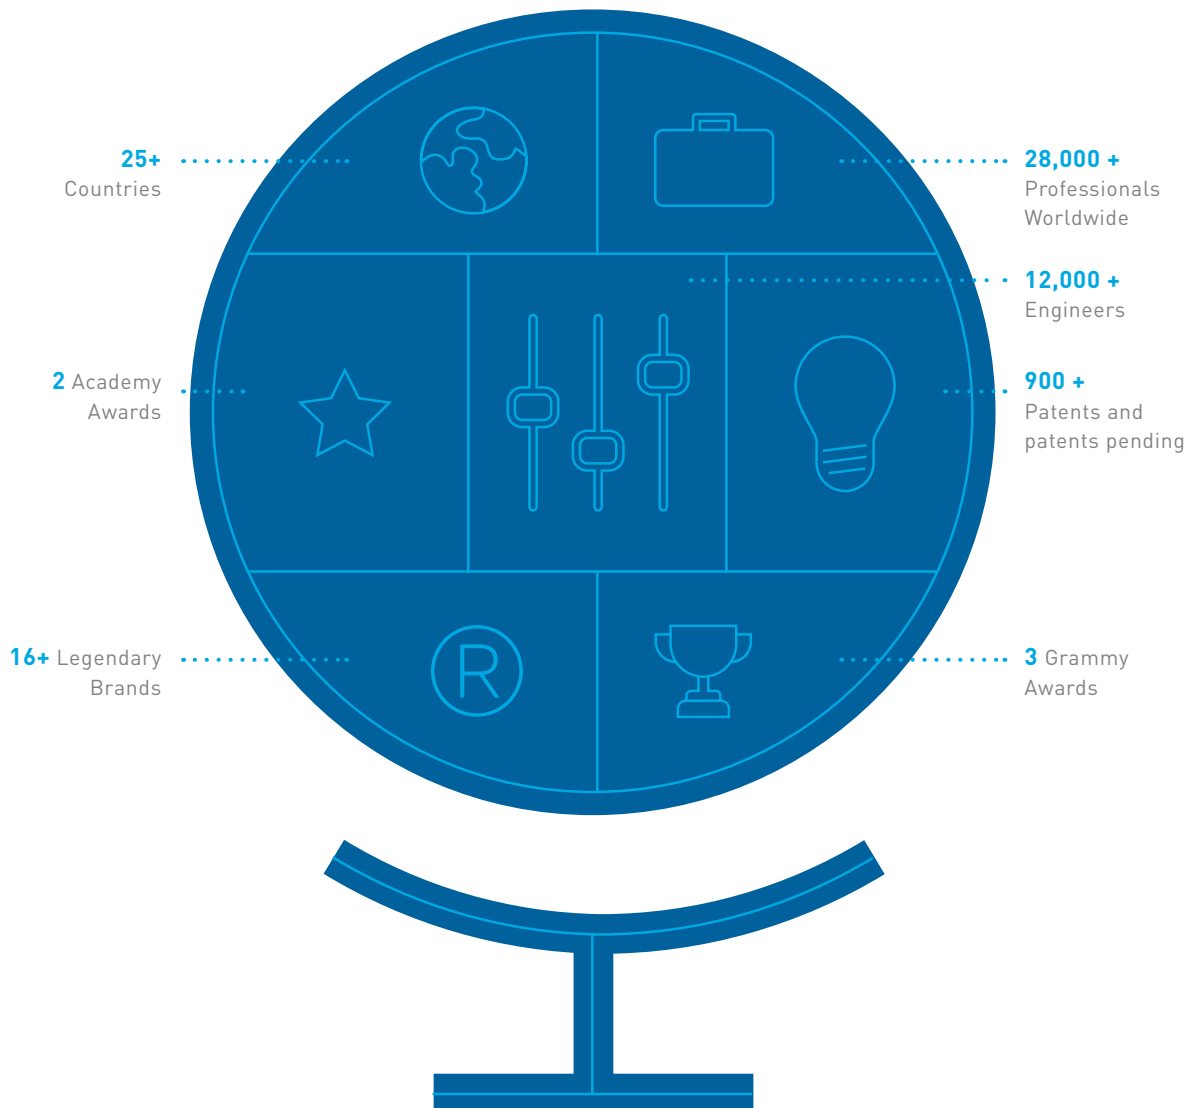 25+
Countries
28,000 +
Professionals
Worldwide
12,000 +
Engineers
2 Academy
Awards
900 +
Patents and
patents pending
16+ Legendary
Brands
R
3 Grammy
Awards